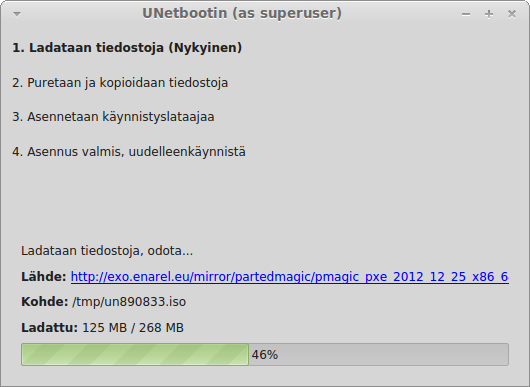 UNetbootin (as superuser)
1. Ladataan tiedostoja (Nykyinen)
2. Puretaan ja kopioidaan tiedostoja
3. Asennetaan käynnistyslataajaa
4. Asennus valmis, uudelleenkäynnistä
Ladataan tiedostoja, odota...
Lähde: http://exo.enarel.eu/mirror/partedmagic/pmagic_pxe_2012_12_25_x86_6
Kohde: /tmp/un890833.iso
Ladattu: 125 MB / 268 MB
46%